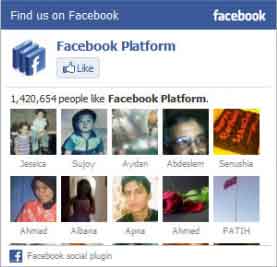 Find us on Facebook facebook
Facebook Platform
Like
1,420,654 people like Facebook Platform.
Jessica Sujoy Aydan Abdeslem Senushia
Ahmad Albana Apna Ahmed FATIH
Facebook social plugin